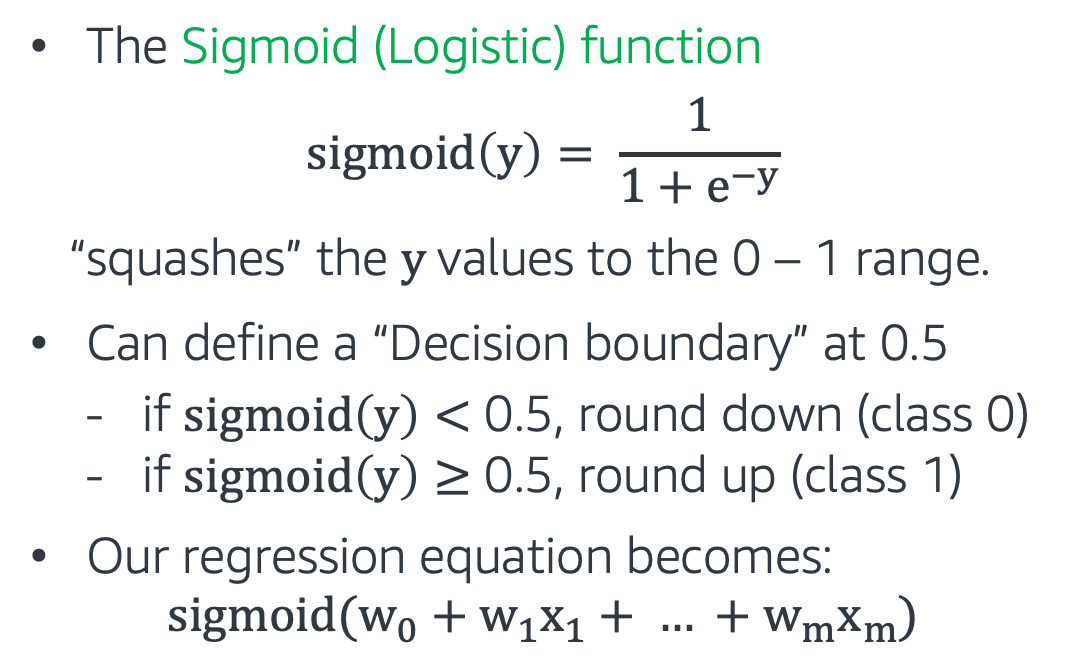 • The Sigmoid (Logistic) function
sigmoid(y) = 1 / (1 + e^−y)
“squashes” the y values to the 0 – 1 range.
• Can define a “Decision boundary” at 0.5
- if sigmoid(y) < 0.5, round down (class 0)
- if sigmoid(y) ≥ 0.5, round up (class 1)
• Our regression equation becomes:
sigmoid(w₀ + w₁x₁ + ... + wₘxₘ)